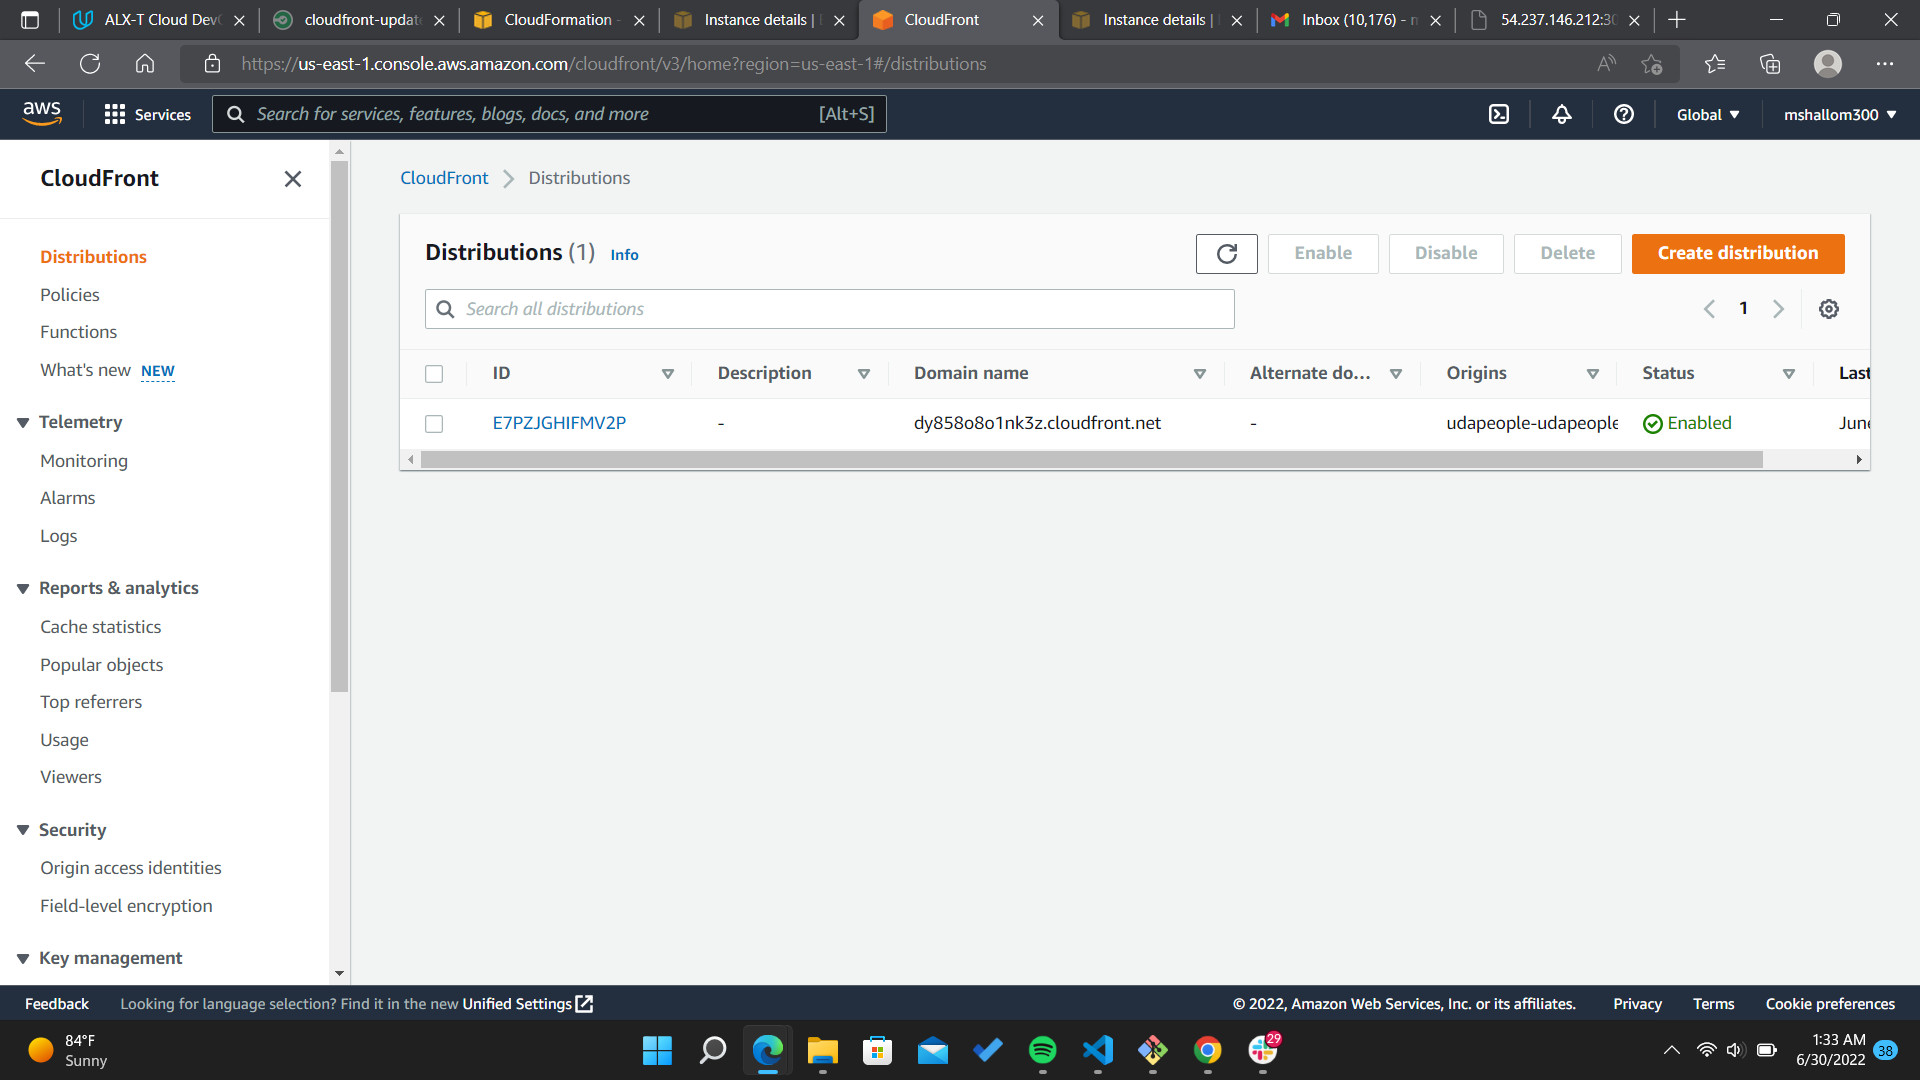 ALX-T Cloud Dev
cloudfront-update
CloudFormation -
Instance details |
CloudFront
Instance details |
Inbox (10,176) -
54.237.146.212:30
https://us-east-1.console.aws.amazon.com/cloudfront/v3/home?region=us-east-1#/distributions
aws
Services
Search for services, features, blogs, docs, and more
[Alt+S]
Global
mshallom300
CloudFront
Distributions
Policies
Functions
What's new NEW
Telemetry
Monitoring
Alarms
Logs
Reports & analytics
Cache statistics
Popular objects
Top referrers
Usage
Viewers
Security
Origin access identities
Field-level encryption
Key management
CloudFront > Distributions
Distributions (1) Info
Enable
Disable
Delete
Create distribution
Search all distributions
1
ID Description Domain name Alternate do... Origins Status Last
E7PZJGHIFMV2P - dy858o8o1nk3z.cloudfront.net - udapeople-udapeople Enabled June
Feedback
Looking for language selection? Find it in the new Unified Settings
© 2022, Amazon Web Services, Inc. or its affiliates.
Privacy
Terms
Cookie preferences
84°F
Sunny
29
1:33 AM
6/30/2022
38